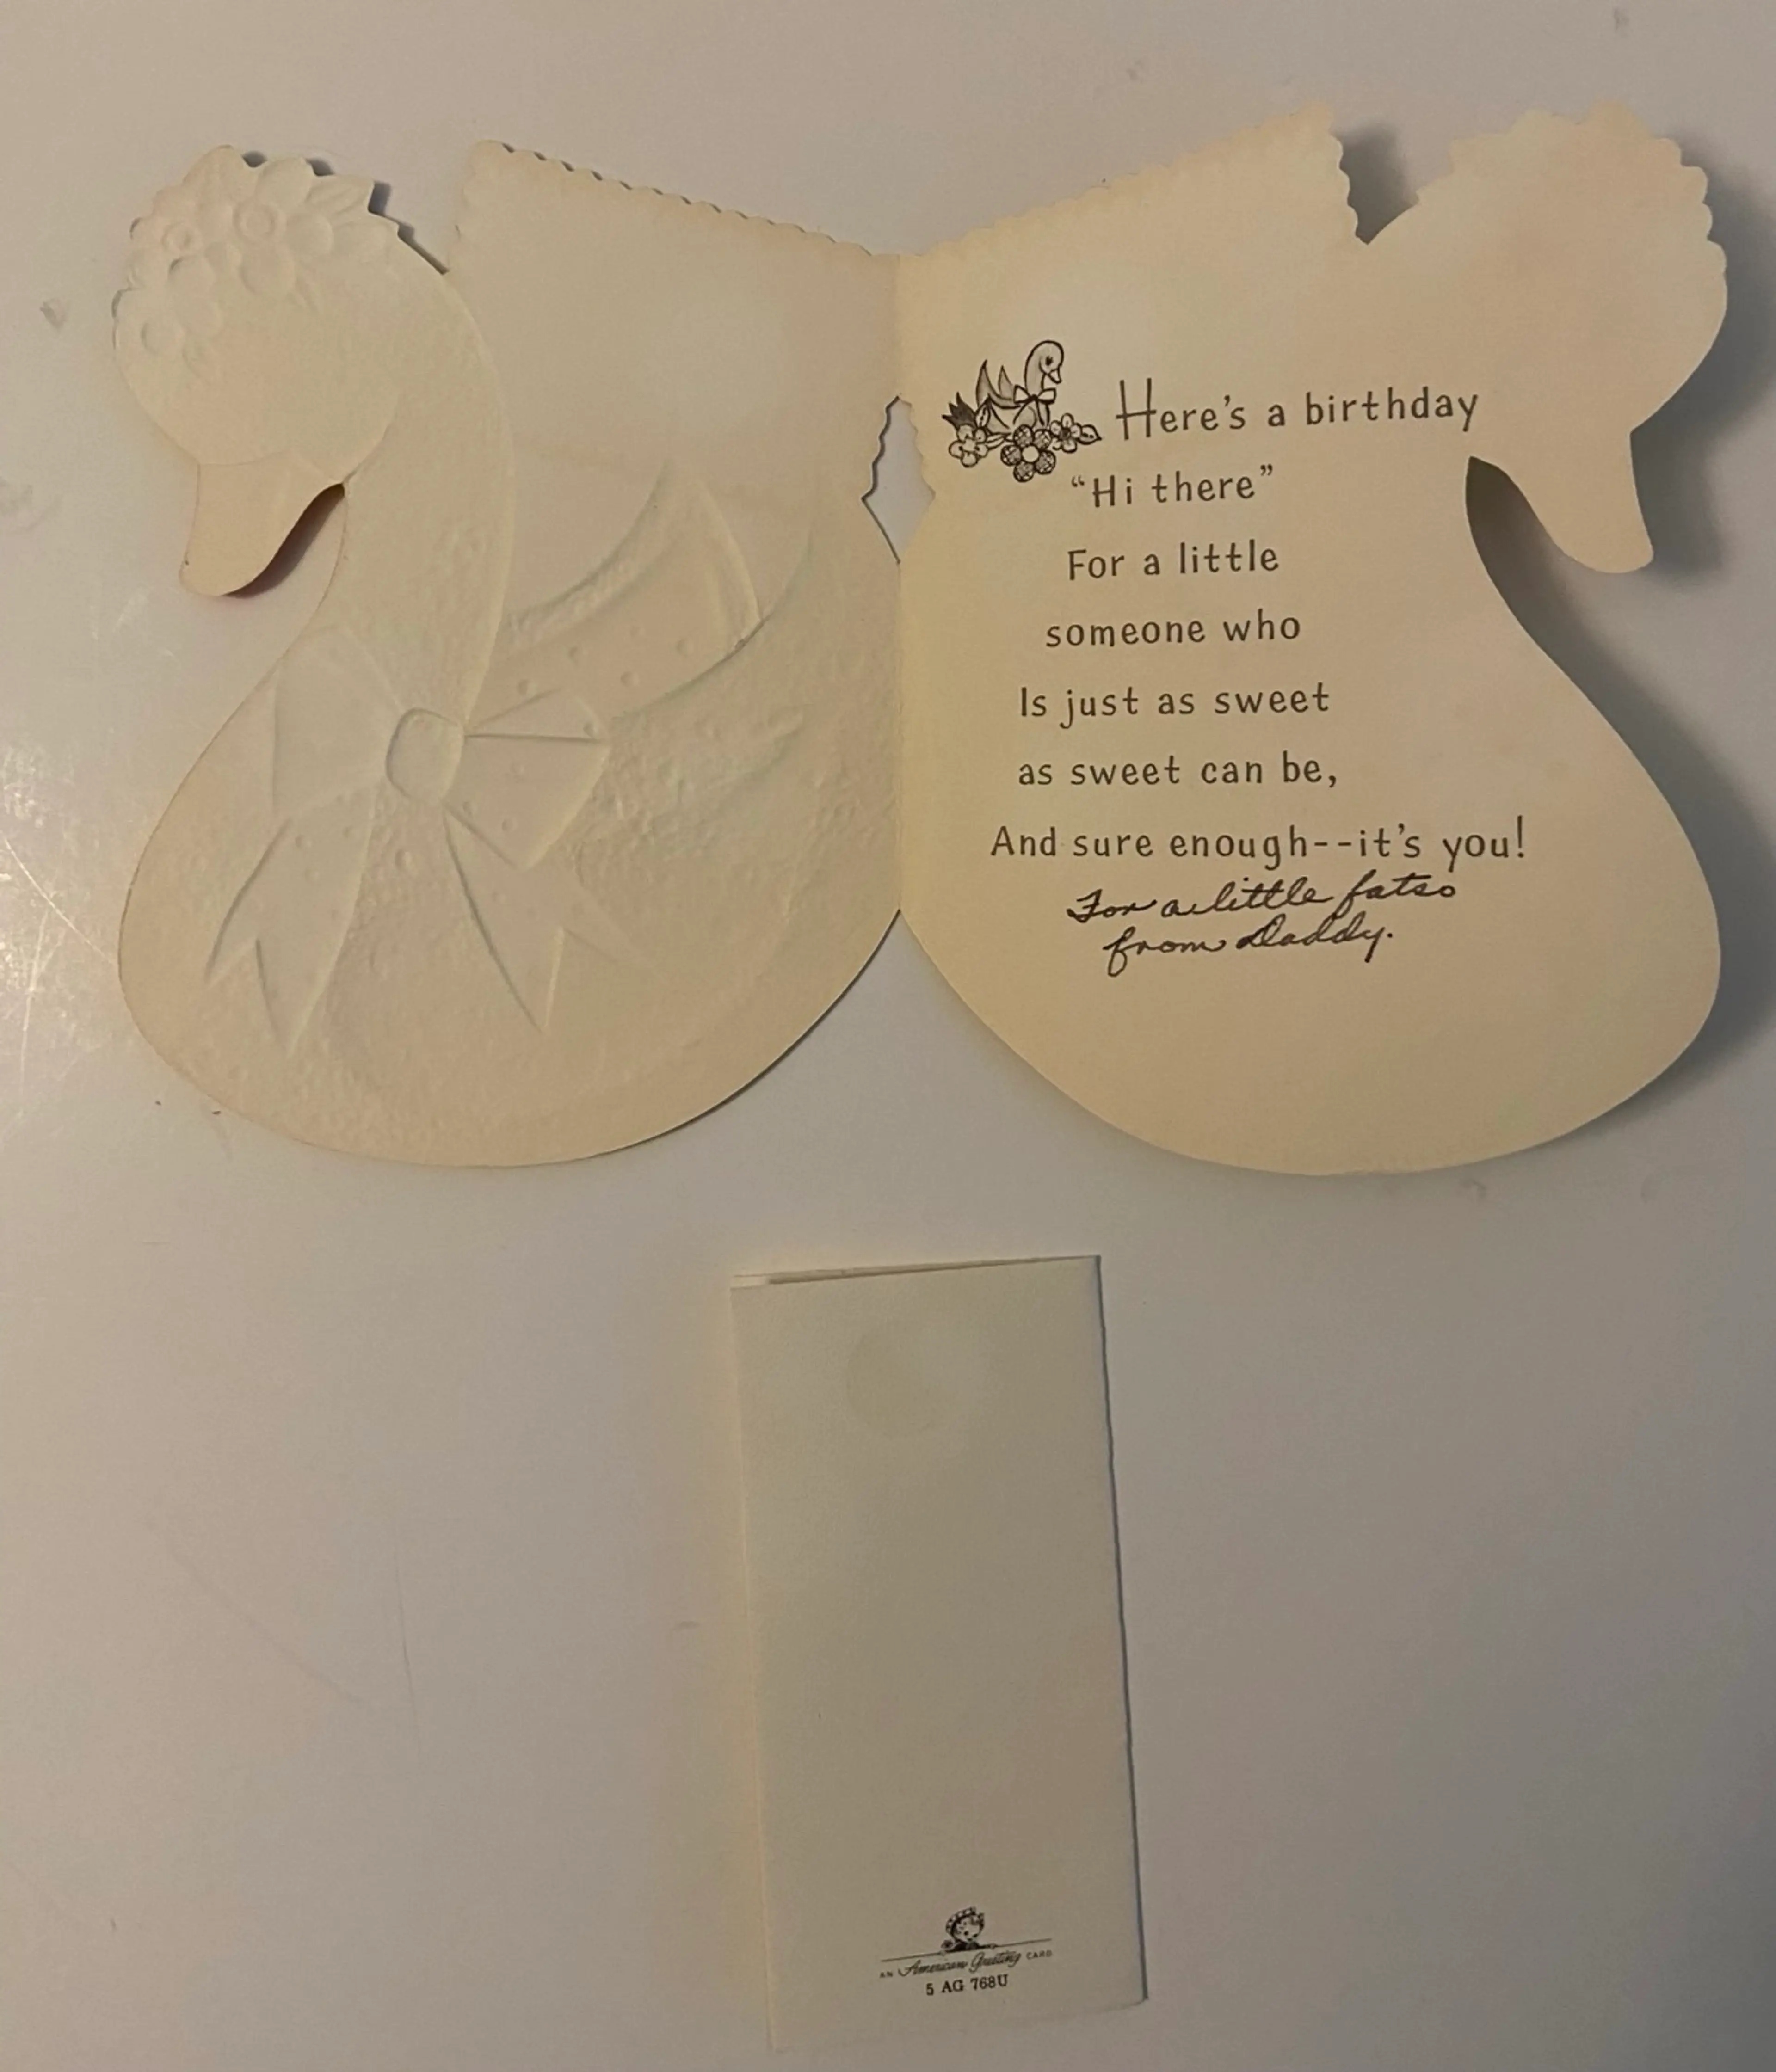 Here's a birthday
“Hi there”
For a little
someone who
Is just as sweet
as sweet can be,
And sure enough--it's you!
For a little fatso
from Daddy.
AN American Greeting CARD
5 AG 768U